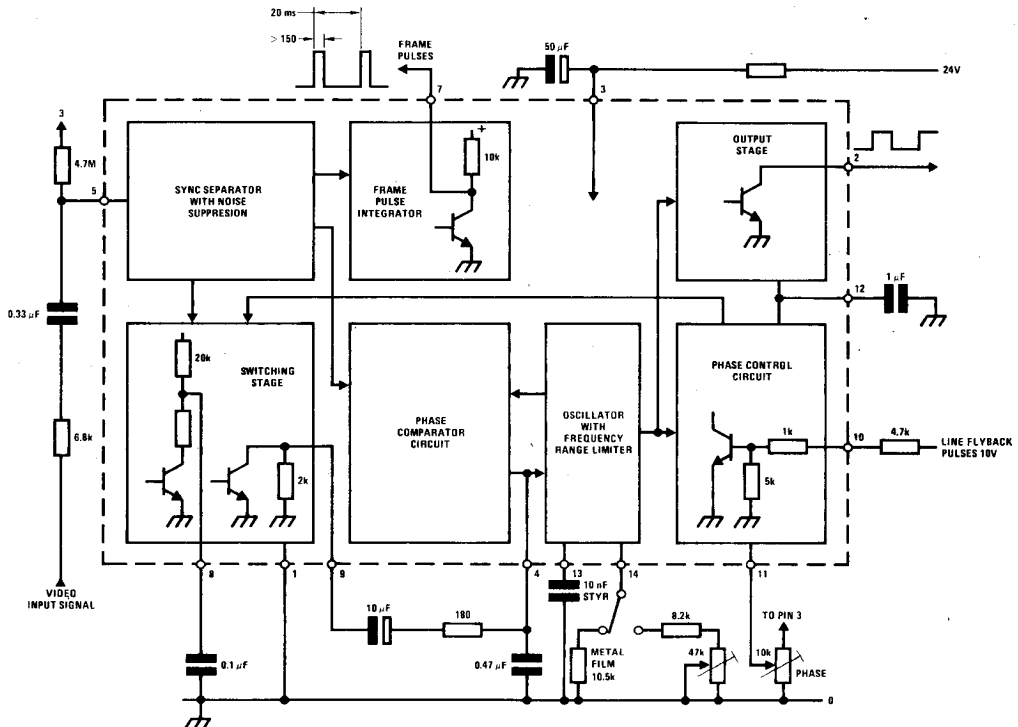 20 ms
> 150
FRAME
PULSES
50 µF
24V
3
7
3
4.7M
5
SYNC SEPARATOR
WITH NOISE
SUPPRESION
+
10k
FRAME
PULSE
INTEGRATOR
OUTPUT
STAGE
2
12
1 µF
0.33 µF
20k
SWITCHING
STAGE
2k
PHASE
COMPARATOR
CIRCUIT
OSCILLATOR
WITH
FREQUENCY
RANGE LIMITER
PHASE CONTROL
CIRCUIT
1k
5k
10
4.7k
LINE FLYBACK
PULSES 10V
6.8k
VIDEO
INPUT SIGNAL
8
1
9
4
13
14
11
10 nF
STYR
10 µF
180
8.2k
TO PIN 3
0.1 µF
0.47 µF
METAL
FILM
10.5k
47k
10k
PHASE
0